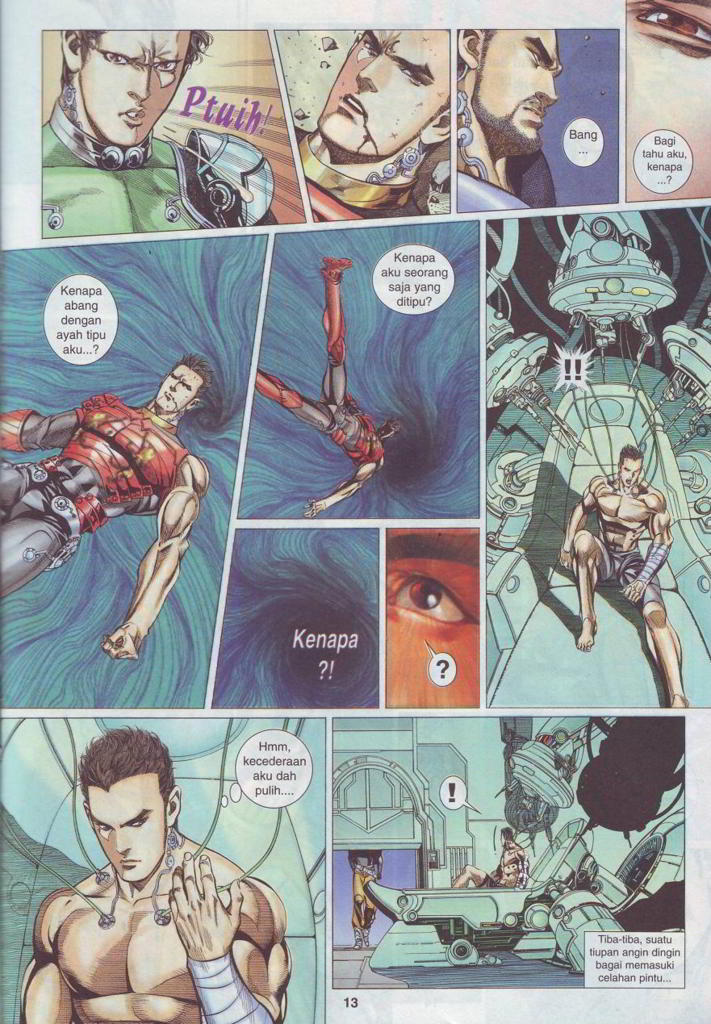 Ptuih!
Bang
...
Bagi
tahu aku,
kenapa
...?
Kenapa
abang
dengan
ayah tipu
aku...?
Kenapa
aku seorang
saja yang
ditipu?
!!
Kenapa
?!
?
Hmm,
kecederaan
aku dah
pulih....
!
Tiba-tiba, suatu
tiupan angin dingin
bagai memasuki
celahan pintu...
13